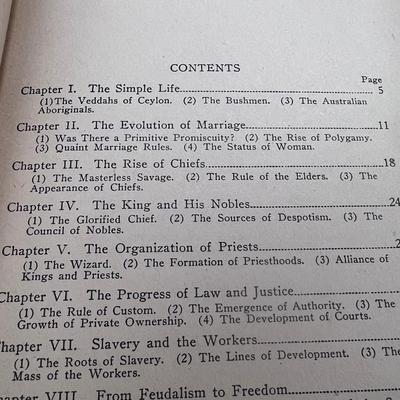 CONTENTS
Page
Chapter I. The Simple Life 5
(1) The Veddahs of Ceylon. (2) The Bushmen. (3) The Australian
Aboriginals.
Chapter II. The Evolution of Marriage 11
(1) Was There a Primitive Promiscuity? (2) The Rise of Polygamy.
(3) Quaint Marriage Rules. (4) The Status of Woman.
Chapter III. The Rise of Chiefs 18
(1) The Masterless Savage. (2) The Rule of the Elders. (3) The
Appearance of Chiefs.
Chapter IV. The King and His Nobles 24
(1) The Glorified Chief. (2) The Sources of Despotism. (3) The
Council of Nobles.
Chapter V. The Organization of Priests 2
(1) The Wizard. (2) The Formation of Priesthoods. (3) Alliance of
Kings and Priests.
Chapter VI. The Progress of Law and Justice
(1) The Rule of Custom. (2) The Emergence of Authority. (3) The
Growth of Private Ownership. (4) The Development of Courts.
Chapter VII. Slavery and the Workers
(1) The Roots of Slavery. (2) The Lines of Development. (3) The
Mass of the Workers.
Chapter VIII. From Feudalism to Freedom